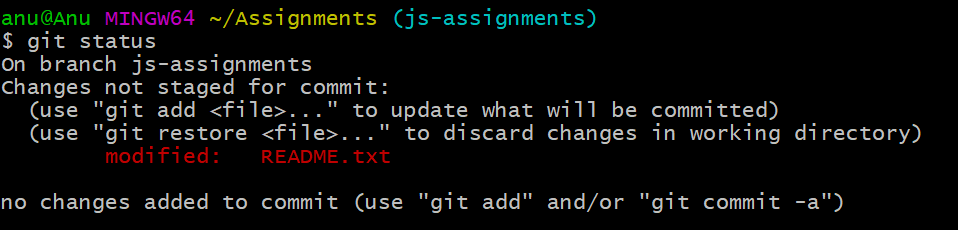 anu@Anu MINGW64 ~/Assignments (js-assignments)
$ git status
On branch js-assignments
Changes not staged for commit:
  (use "git add <file>..." to update what will be committed)
  (use "git restore <file>..." to discard changes in working directory)
        modified:   README.txt

no changes added to commit (use "git add" and/or "git commit -a")